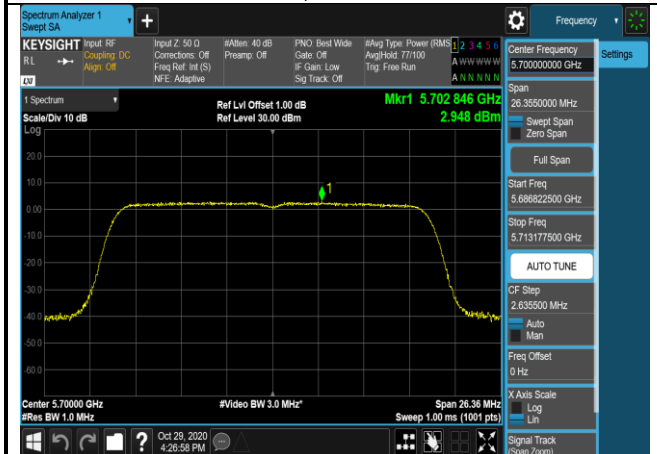 Spectrum Analyzer 1
Swept SA
Frequency
KEYSIGHT
RL
LXI
Input: RF
Coupling: DC
Align: Off
Input Z: 50 Ω
Corrections: Off
Freq Ref: Int (S)
NFE: Adaptive
#Atten: 40 dB
Preamp: Off
PNO: Best Wide
Gate: Off
IF Gain: Low
Sig Track: Off
#Avg Type: Power (RMS
Avg|Hold: 77/100
Trig: Free Run
1 2 3 4 5 6
A W W W W W
A N N N N N
Center Frequency
5.700000000 GHz
Settings
Span
26.3550000 MHz
Swept Span
Zero Span
Full Span
Start Freq
5.686822500 GHz
Stop Freq
5.713177500 GHz
AUTO TUNE
CF Step
2.635500 MHz
Auto
Man
Freq Offset
0 Hz
X Axis Scale
Log
Lin
Signal Track
(Span Zoom)
1 Spectrum
Scale/Div 10 dB
Log
Ref Lvl Offset 1.00 dB
Ref Level 30.00 dBm
Mkr1 5.702 846 GHz
2.948 dBm
1
20.0
10.0
0.00
-10.0
-20.0
-30.0
-40.0
-50.0
-60.0
Center 5.70000 GHz
#Res BW 1.0 MHz
#Video BW 3.0 MHz*
Span 26.36 MHz
Sweep 1.00 ms (1001 pts)
?
Oct 29, 2020
4:26:58 PM